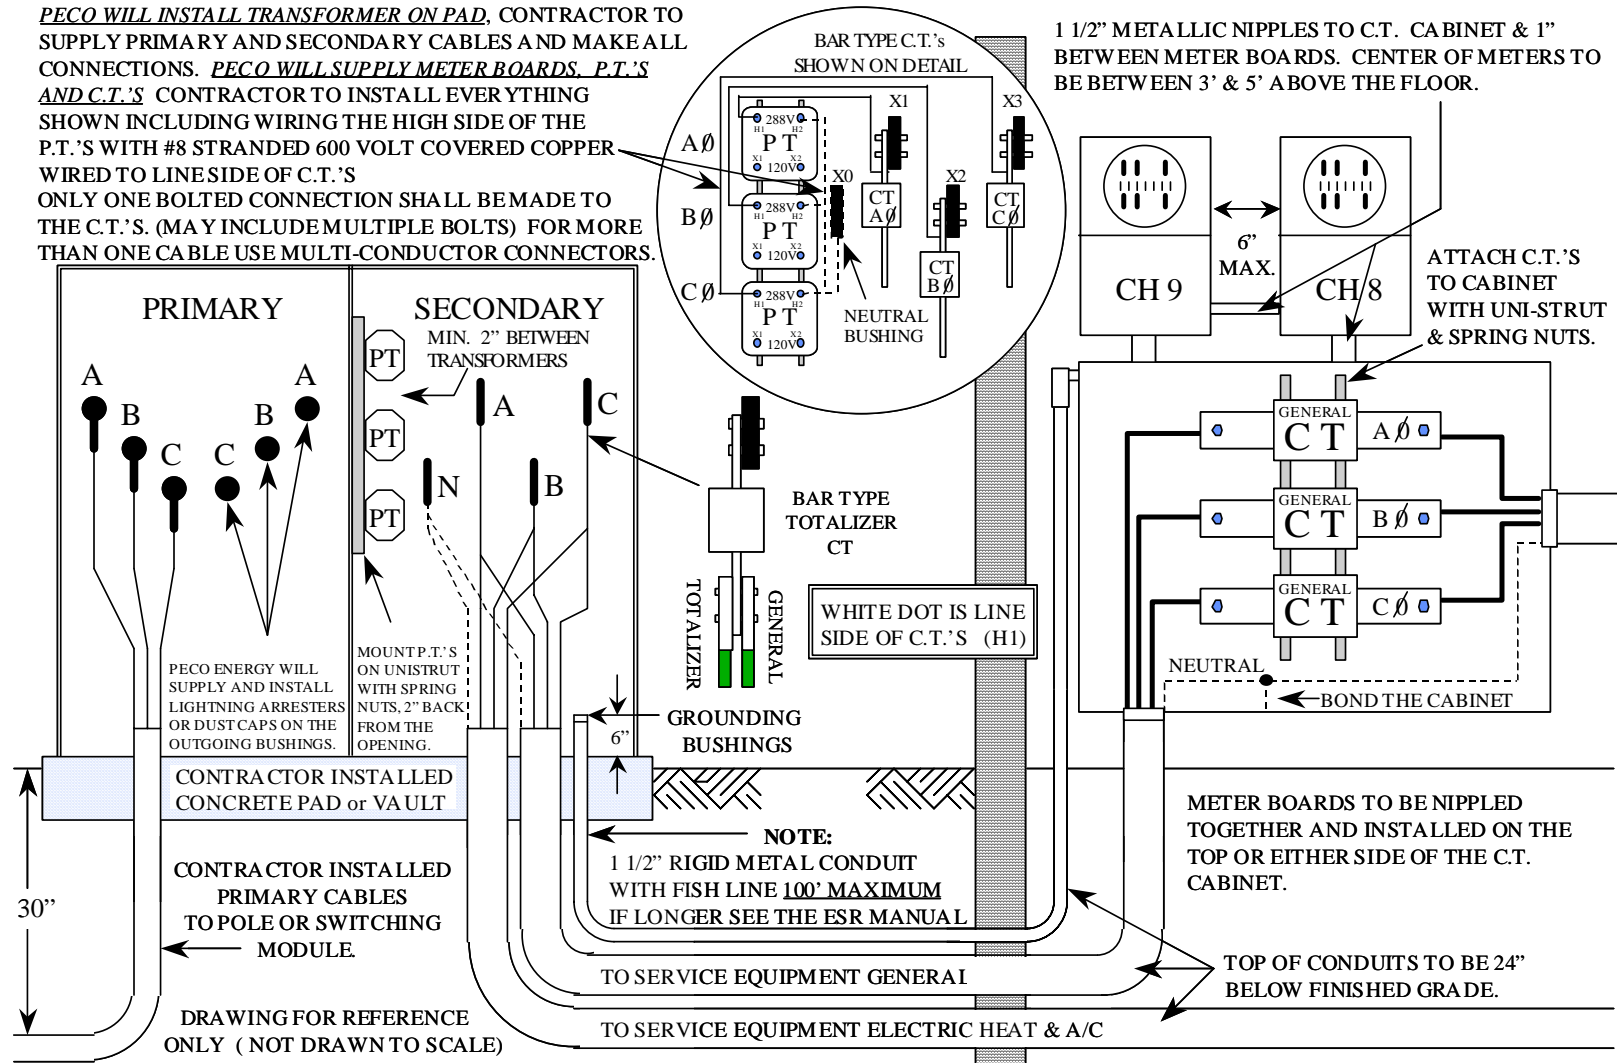 PECO WILL INSTALL TRANSFORMER ON PAD, CONTRACTOR TO
SUPPLY PRIMARY AND SECONDARY CABLES AND MAKE ALL
CONNECTIONS. PECO WILL SUPPLY METER BOARDS, P.T.'S
AND C.T.'S CONTRACTOR TO INSTALL EVERYTHING
SHOWN INCLUDING WIRING THE HIGH SIDE OF THE
P.T.'S WITH #8 STRANDED 600 VOLT COVERED COPPER
WIRED TO LINE SIDE OF C.T.'S
ONLY ONE BOLTED CONNECTION SHALL BE MADE TO
THE C.T.'S. (MAY INCLUDE MULTIPLE BOLTS) FOR MORE
THAN ONE CABLE USE MULTI-CONDUCTOR CONNECTORS.
BAR TYPE C.T.'s
SHOWN ON DETAIL
X1
X3
X0
X2
AØ
288V
H1 H2
PT
X1 X2
120V
BØ
288V
H1 H2
PT
X1 X2
120V
CØ
288V
H1 H2
PT
X1 X2
120V
CT
AØ
CT
BØ
CT
CØ
NEUTRAL
BUSHING
1 1/2” METALLIC NIPPLES TO C.T. CABINET & 1”
BETWEEN METER BOARDS. CENTER OF METERS TO
BE BETWEEN 3’ & 5’ ABOVE THE FLOOR.
6”
MAX.
CH 9
CH 8
ATTACH C.T.'S
TO CABINET
WITH UNI-STRUT
& SPRING NUTS.
PRIMARY
SECONDARY
MIN. 2” BETWEEN
TRANSFORMERS
PT
PT
PT
A
B
C
C
B
A
A
C
N
B
BAR TYPE
TOTALIZER
CT
TOTALIZER
GENERAL
WHITE DOT IS LINE
SIDE OF C.T.'S (H1)
GENERAL
CT
AØ
GENERAL
CT
BØ
GENERAL
CT
CØ
NEUTRAL
BOND THE CABINET
PECO ENERGY WILL
SUPPLY AND INSTALL
LIGHTNING ARRESTERS
OR DUST CAPS ON THE
OUTGOING BUSHINGS.
MOUNT P.T.'S
ON UNISTRUT
WITH SPRING
NUTS, 2” BACK
FROM THE
OPENING.
6”
GROUNDING
BUSHINGS
CONTRACTOR INSTALLED
CONCRETE PAD or VAULT
30”
CONTRACTOR INSTALLED
PRIMARY CABLES
TO POLE OR SWITCHING
MODULE.
NOTE:
1 1/2” RIGID METAL CONDUIT
WITH FISH LINE 100’ MAXIMUM
IF LONGER SEE THE ESR MANUAL
METER BOARDS TO BE NIPPLED
TOGETHER AND INSTALLED ON THE
TOP OR EITHER SIDE OF THE C.T.
CABINET.
TO SERVICE EQUIPMENT GENERAL
TOP OF CONDUITS TO BE 24”
BELOW FINISHED GRADE.
DRAWING FOR REFERENCE
ONLY ( NOT DRAWN TO SCALE)
TO SERVICE EQUIPMENT ELECTRIC HEAT & A/C